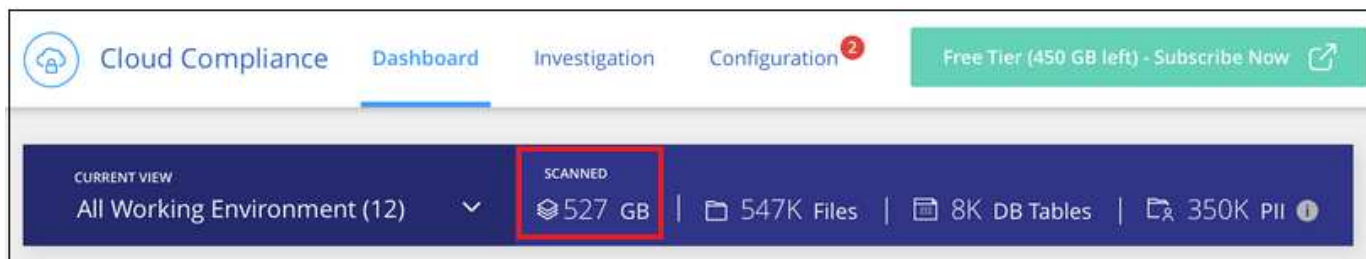 Cloud Compliance Dashboard Investigation Configuration 2 Free Tier (450 GB left) - Subscribe Now
CURRENT VIEW SCANNED
All Working Environment (12) 527 GB | 547K Files | 8K DB Tables | 350K PII i